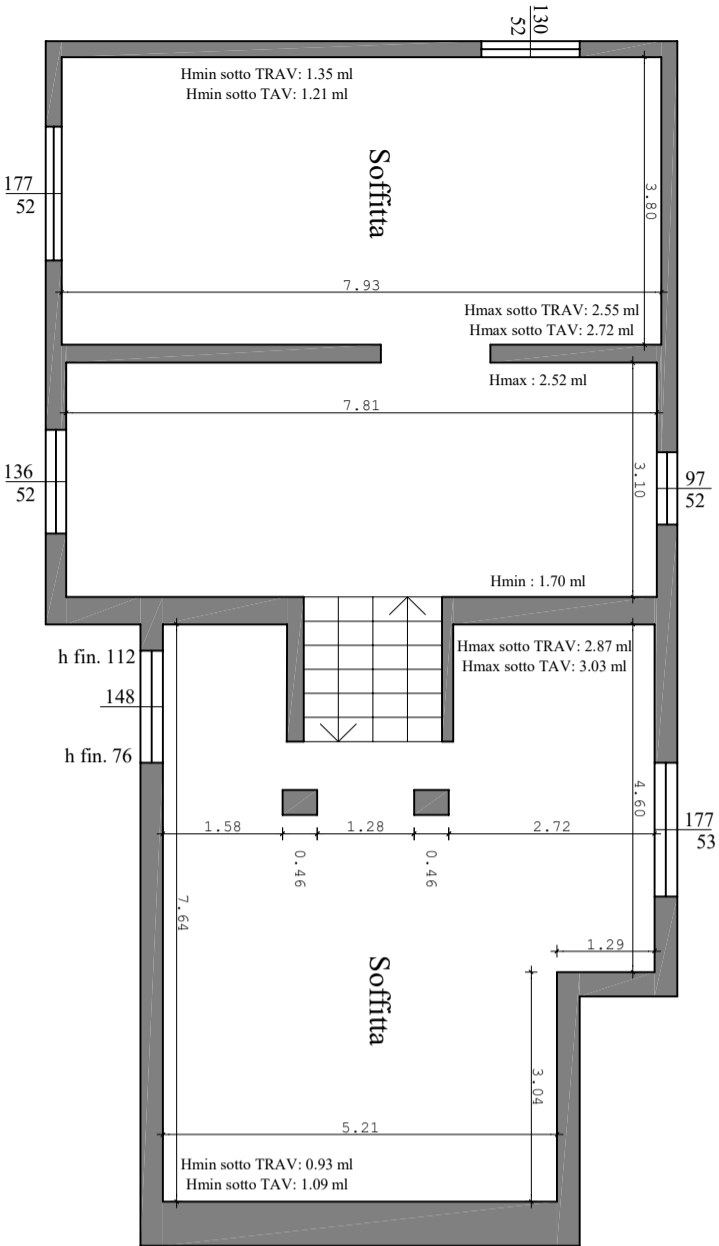 130
52
Hmin sotto TRAV: 1.35 ml
Hmin sotto TAV: 1.21 ml
Soffitta
177
52
3.80
7.93
Hmax sotto TRAV: 2.55 ml
Hmax sotto TAV: 2.72 ml
Hmax : 2.52 ml
7.81
136
52
3.10
97
52
Hmin : 1.70 ml
Hmax sotto TRAV: 2.87 ml
Hmax sotto TAV: 3.03 ml
h fin. 112
148
h fin. 76
4.60
177
53
1.58
1.28
2.72
0.46
0.46
7.64
1.29
Soffitta
3.04
5.21
Hmin sotto TRAV: 0.93 ml
Hmin sotto TAV: 1.09 ml